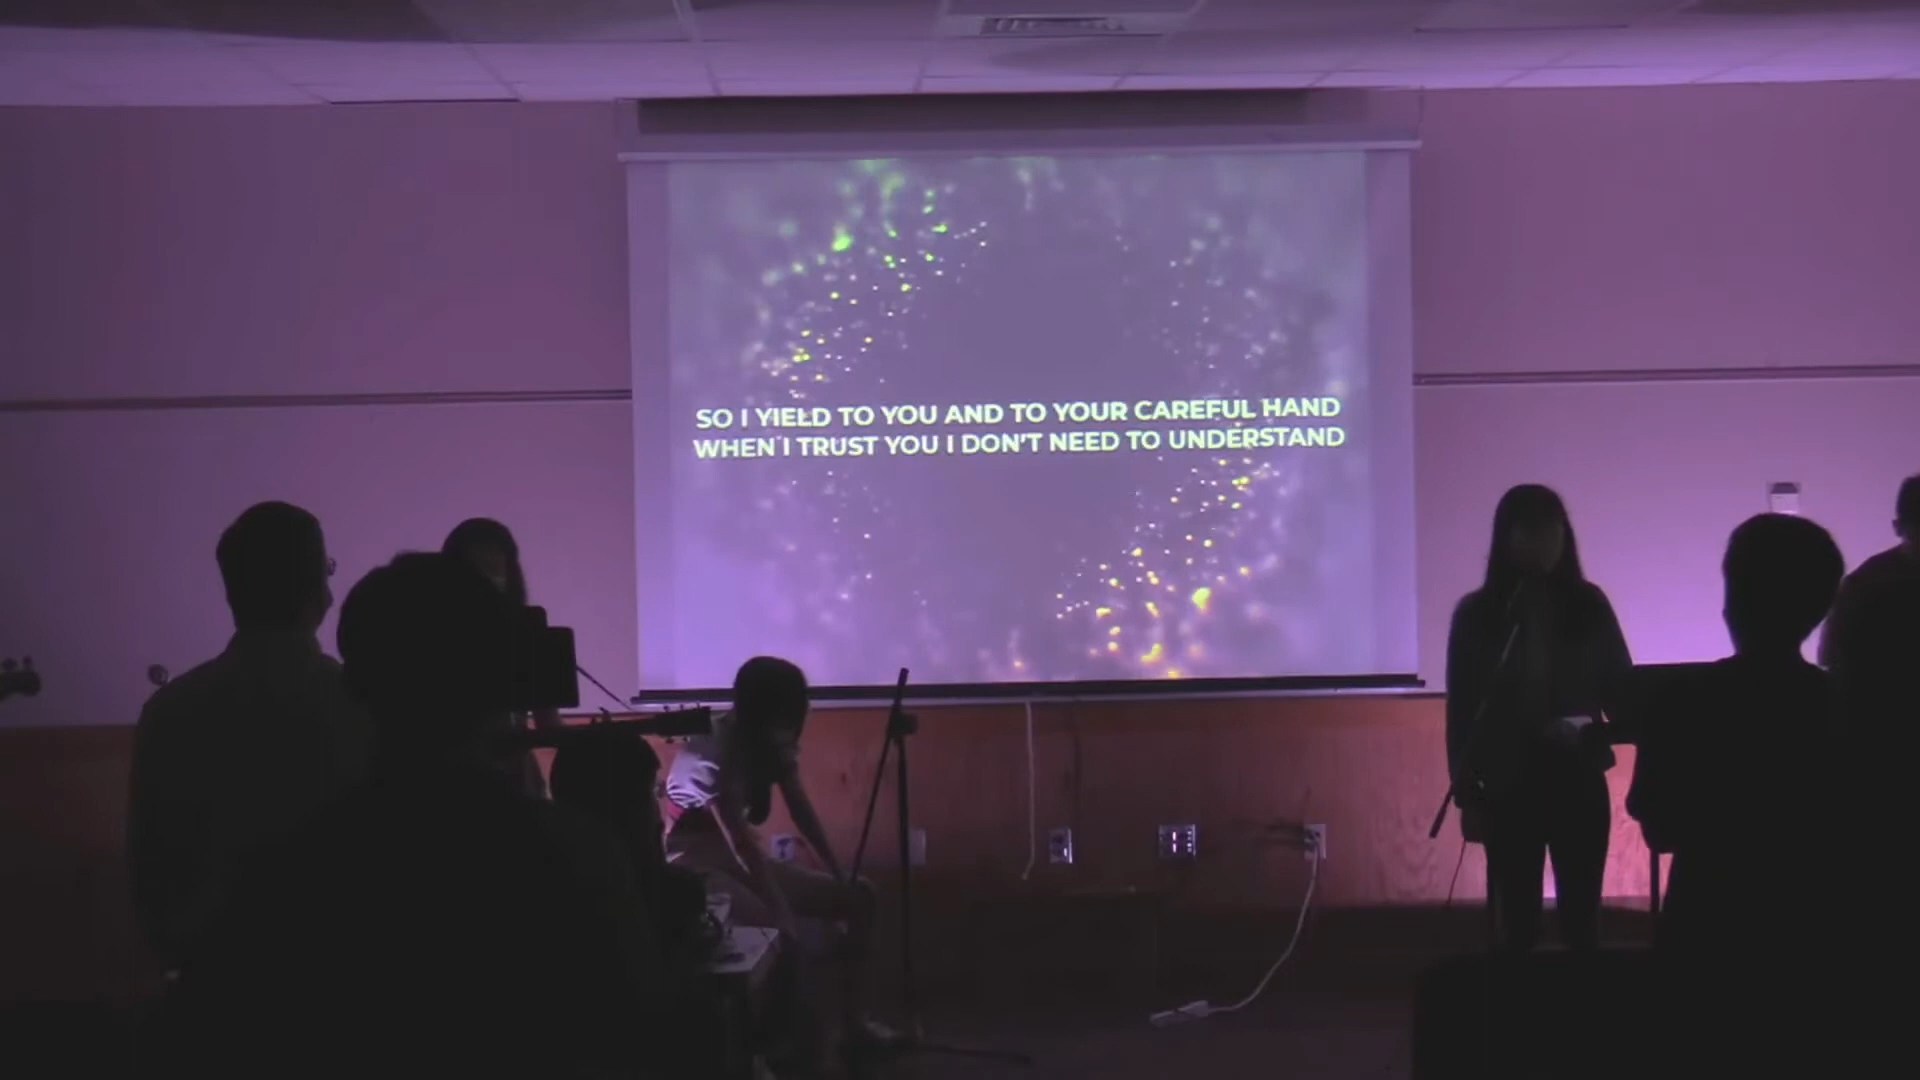 SO I YIELD TO YOU AND TO YOUR CAREFUL HAND
WHEN I TRUST YOU I DON'T NEED TO UNDERSTAND